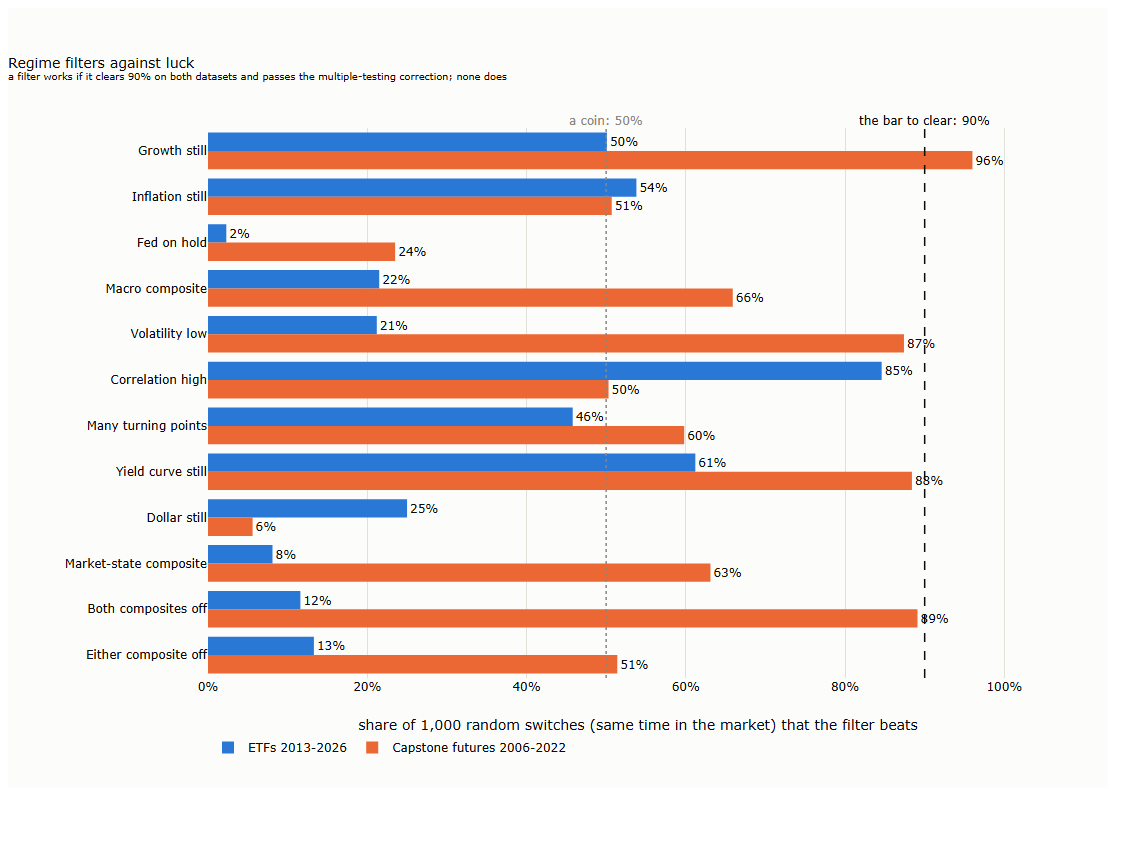 Regime filters against luck
a filter works if it clears 90% on both datasets and passes the multiple-testing correction; none does
a coin: 50%
the bar to clear: 90%
Growth still
50%
96%
Inflation still
54%
51%
Fed on hold
2%
24%
Macro composite
22%
66%
Volatility low
21%
87%
Correlation high
85%
50%
Many turning points
46%
60%
Yield curve still
61%
88%
Dollar still
25%
6%
Market-state composite
8%
63%
Both composites off
12%
89%
Either composite off
13%
51%
0%
20%
40%
60%
80%
100%
share of 1,000 random switches (same time in the market) that the filter beats
ETFs 2013-2026
Capstone futures 2006-2022